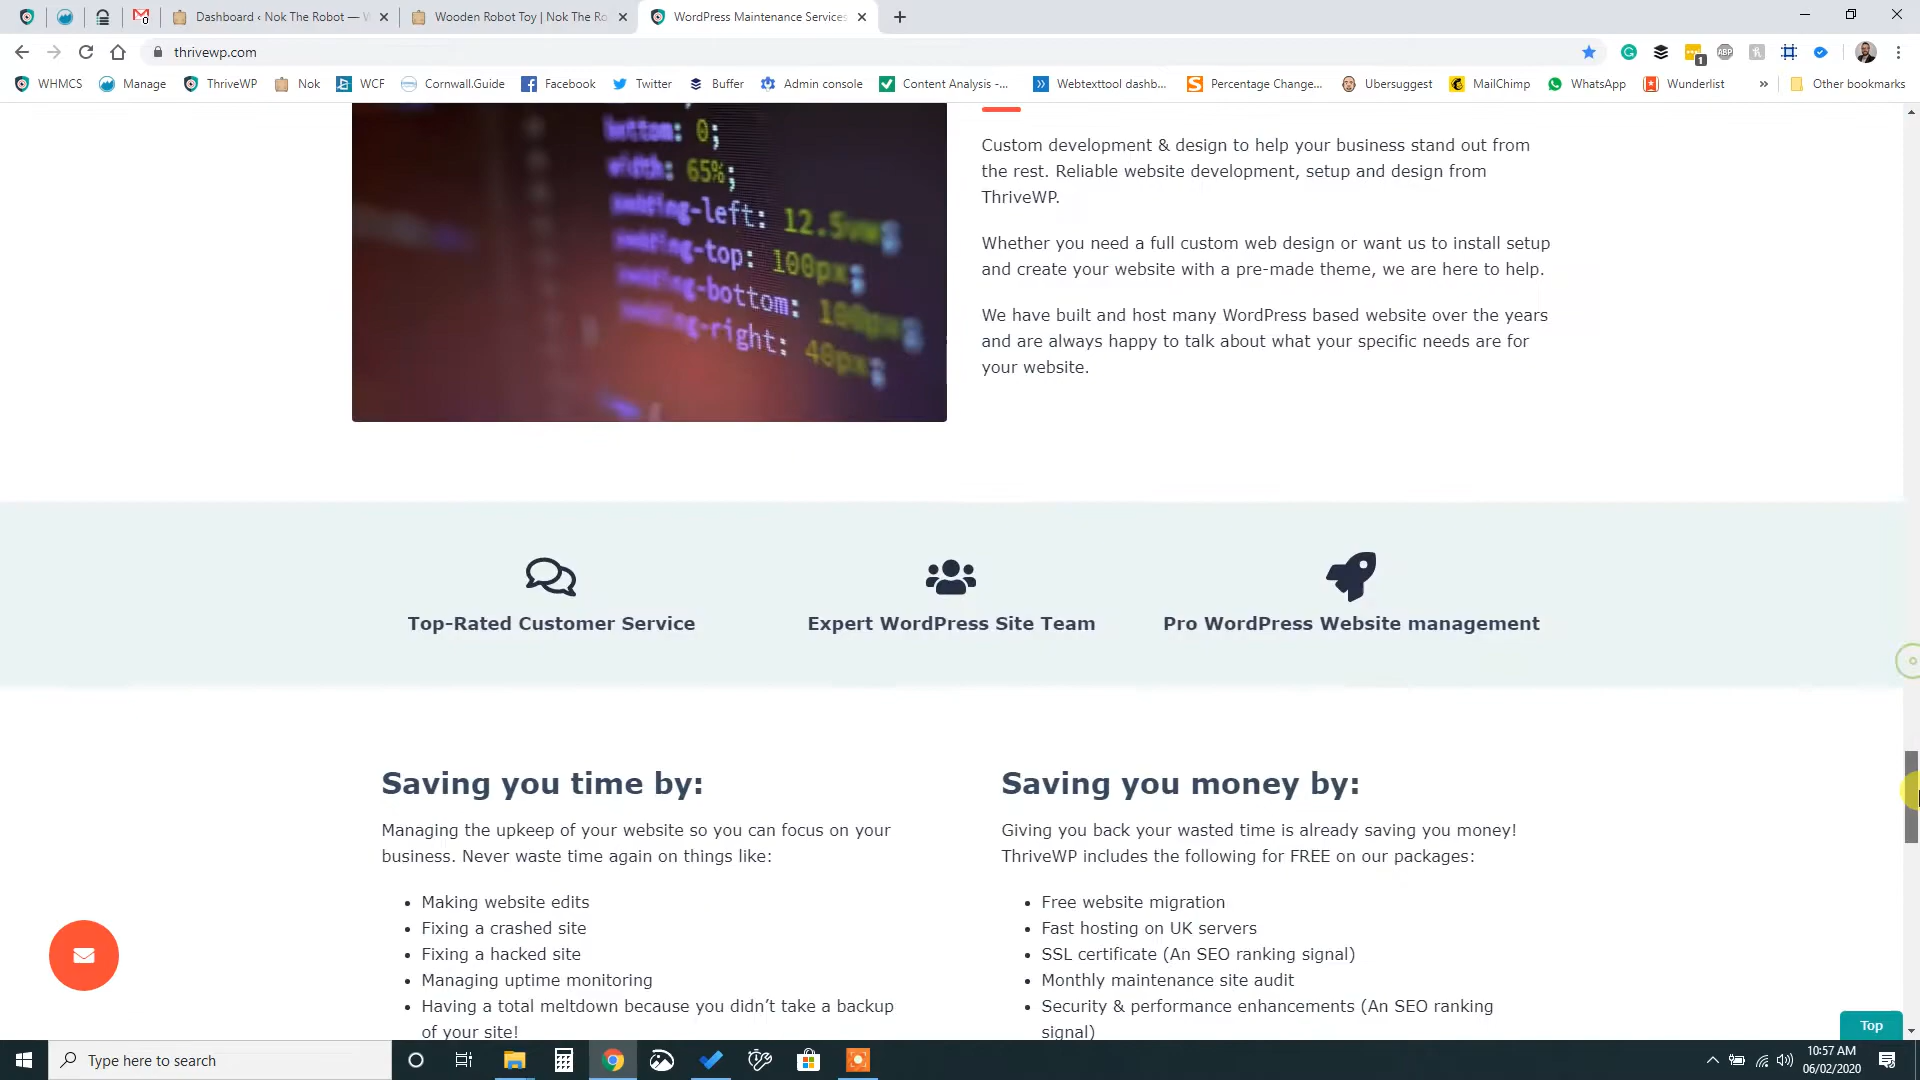 Dashboard ‹ Nok The Robot —
Wooden Robot Toy | Nok The Ro
WordPress Maintenance Services
0
thrivewp.com
ABP
1
WHMCS
Manage
ThriveWP
Nok
WCF
Cornwall.Guide
Facebook
Twitter
Buffer
Admin console
Content Analysis -...
Webtexttool dashb...
Percentage Change...
Ubersuggest
MailChimp
WhatsApp
Wunderlist
»
Other bookmarks
bottom: 0;
width: 65%;
padding-left: 12.5vw;
padding-top: 100px;
padding-bottom: 100px;
padding-right: 40px;
Custom development & design to help your business stand out from
the rest. Reliable website development, setup and design from
ThriveWP.
Whether you need a full custom web design or want us to install setup
and create your website with a pre-made theme, we are here to help.
We have built and host many WordPress based website over the years
and are always happy to talk about what your specific needs are for
your website.
Top-Rated Customer Service
Expert WordPress Site Team
Pro WordPress Website management
Saving you time by:
Managing the upkeep of your website so you can focus on your
business. Never waste time again on things like:
• Making website edits
• Fixing a crashed site
• Fixing a hacked site
• Managing uptime monitoring
• Having a total meltdown because you didn’t take a backup
of your site!
Saving you money by:
Giving you back your wasted time is already saving you money!
ThriveWP includes the following for FREE on our packages:
• Free website migration
• Fast hosting on UK servers
• SSL certificate (An SEO ranking signal)
• Monthly maintenance site audit
• Security & performance enhancements (An SEO ranking
signal)
Top
Type here to search
10:57 AM
06/02/2020